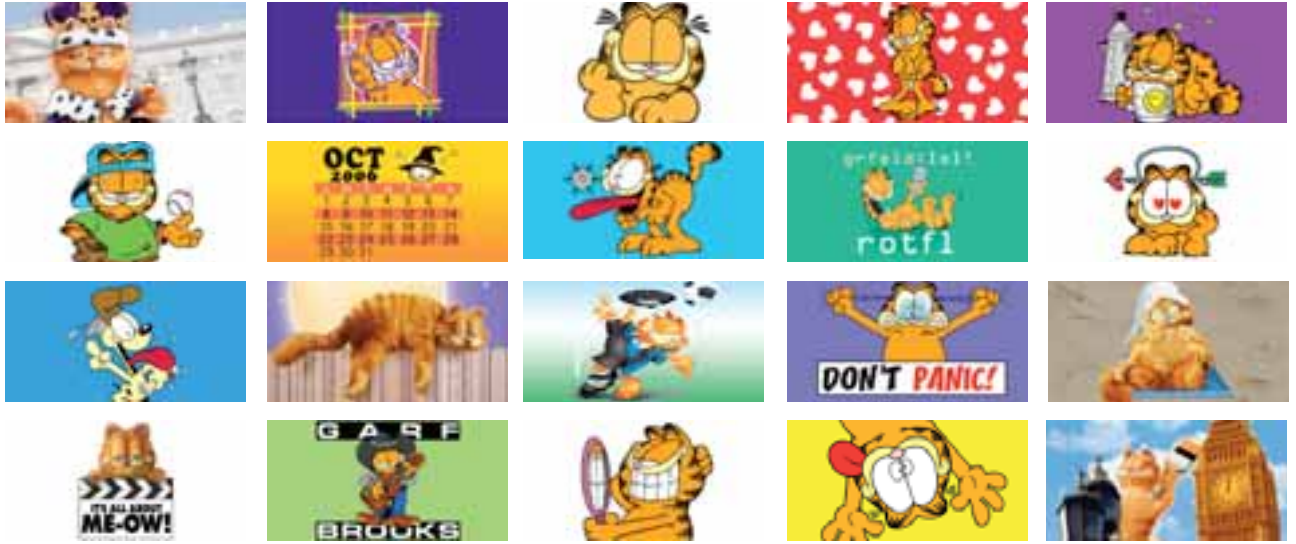 OCT
2006
1 2 3 4 5 6 7
8 9 10 11 12 13 14
15 16 17 18 19 20 21
22 23 24 25 26 27 28
29 30 31
rotfl
DON'T PANIC!
IT'S ALL ABOUT
ME-OW!
GARF
BROOKS